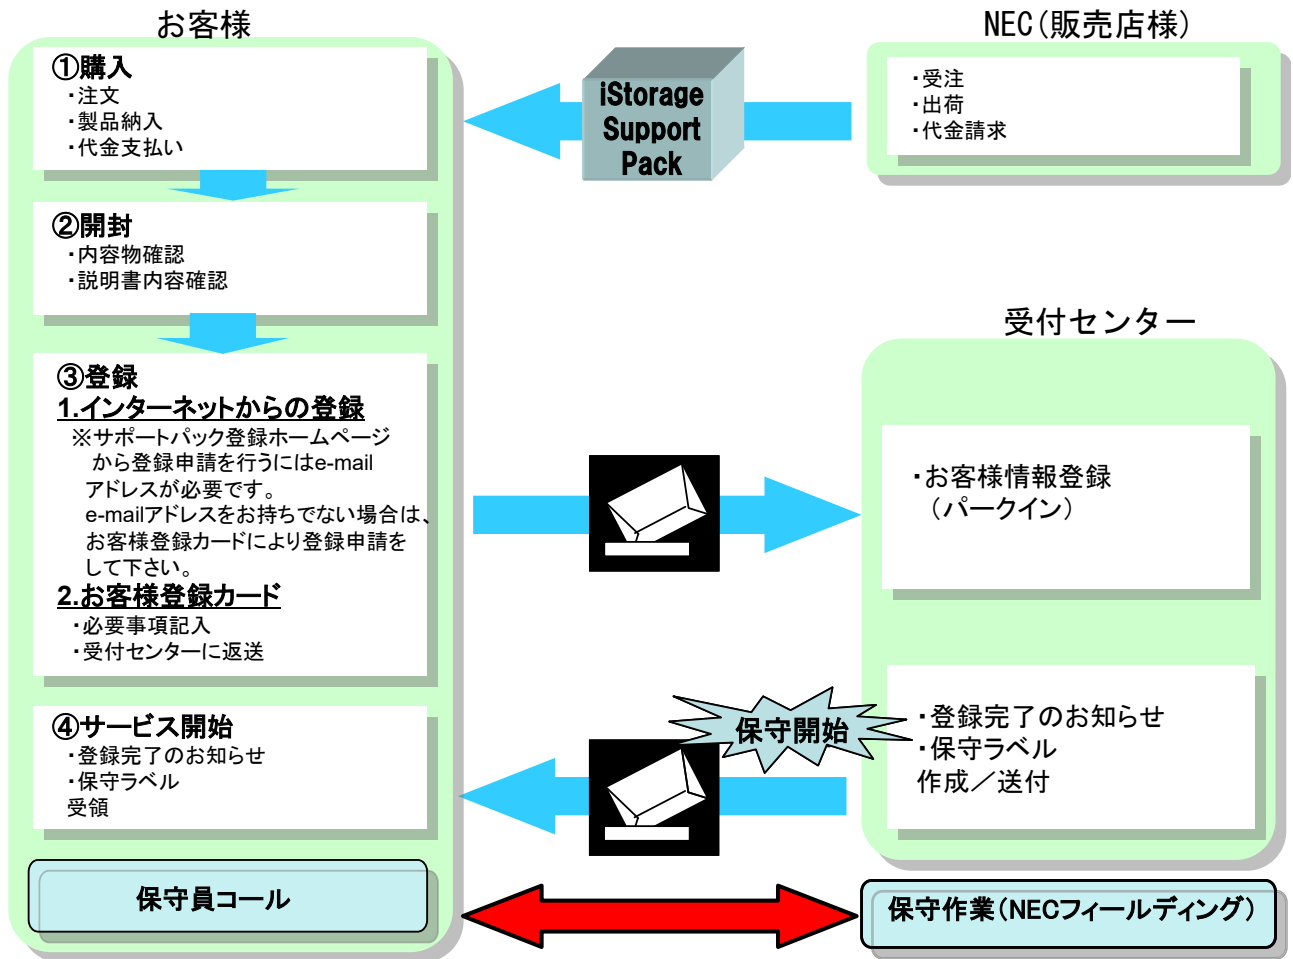 お客様
①購入
・注文
・製品納入
・代金支払い
②開封
・内容物確認
・説明書内容確認
③登録
1.インターネットからの登録
※サポートパック登録ホームページ
から登録申請を行うにはe-mail
アドレスが必要です。
e-mailアドレスをお持ちでない場合は、
お客様登録カードにより登録申請を
して下さい。
2.お客様登録カード
・必要事項記入
・受付センターに返送
④サービス開始
・登録完了のお知らせ
・保守ラベル
受領
保守員コール
iStorage
Support
Pack
NEC(販売店様)
・受注
・出荷
・代金請求
受付センター
・お客様情報登録
（パークイン）
保守開始
・登録完了のお知らせ
・保守ラベル
作成／送付
保守作業(NECフィールディング)